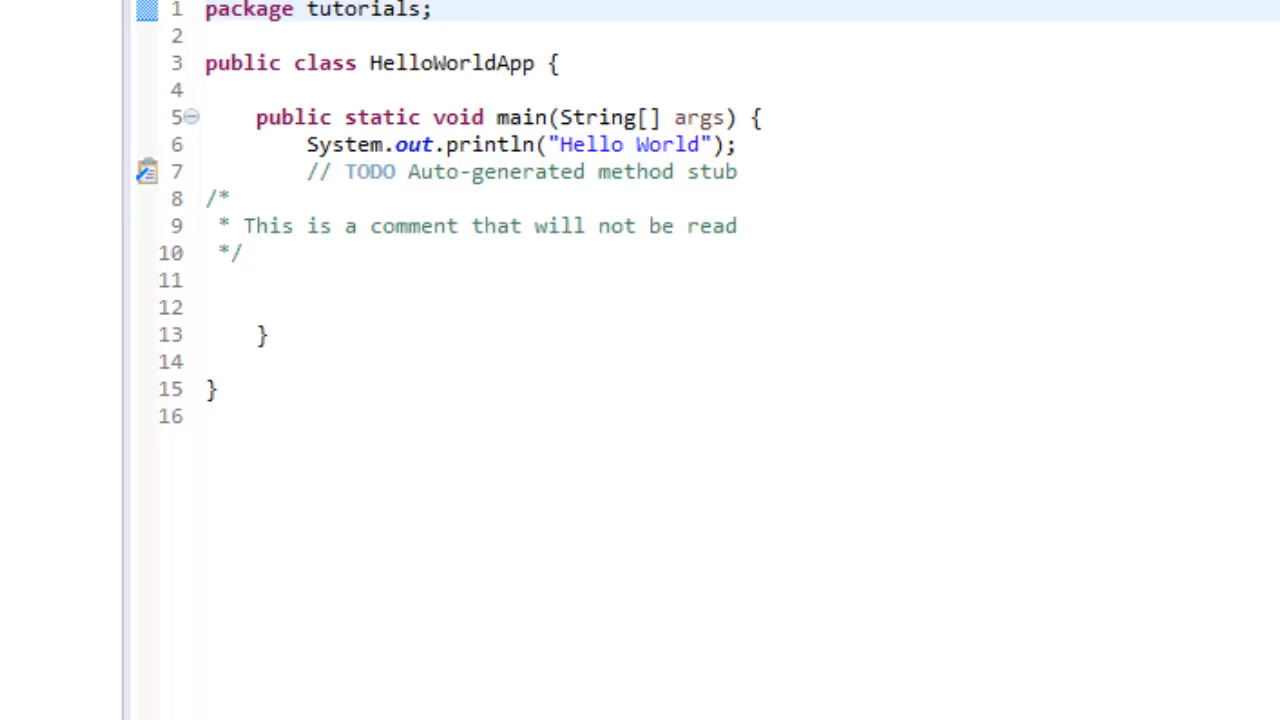 1 package tutorials;
2
3 public class HelloWorldApp {
4
5 public static void main(String[] args) {
6 System.out.println("Hello World");
7 // TODO Auto-generated method stub
8 /*
9 * This is a comment that will not be read
10 */
11
12
13 }
14
15 }
16